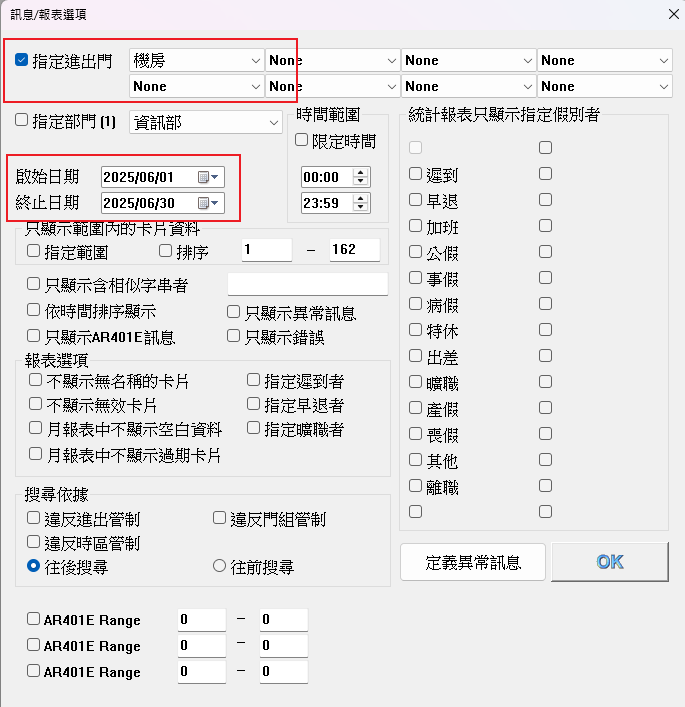 訊息/報表選項
指定進出門 機房 None None None
None None None None
指定部門 (1) 資訊部
時間範圍
限定時間
統計報表只顯示指定假別者
啟始日期 2025/06/01 00:00
終止日期 2025/06/30 23:59
只顯示範圍內的卡片資料
指定範圍 排序 1 – 162
只顯示含相似字串者
依時間排序顯示 只顯示異常訊息
只顯示AR401E訊息 只顯示錯誤
報表選項
不顯示無名稱的卡片 指定遲到者
不顯示無效卡片 指定早退者
月報表中不顯示空白資料 指定曠職者
月報表中不顯示過期卡片
搜尋依據
違反進出管制 違反門組管制
違反時區管制
往後搜尋 往前搜尋
遲到
早退
加班
公假
事假
病假
特休
出差
曠職
產假
喪假
其他
離職
定義異常訊息 OK
AR401E Range 0 – 0
AR401E Range 0 – 0
AR401E Range 0 – 0